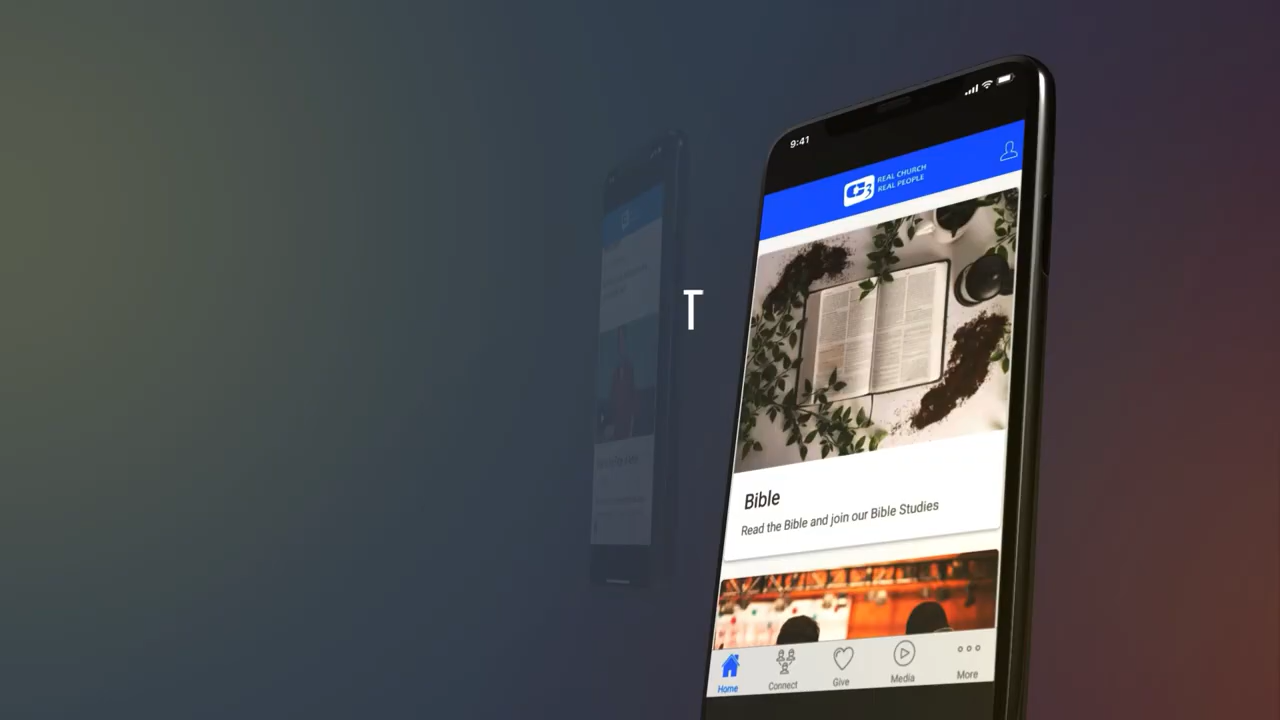 T
9:41
C3 REAL CHURCH
REAL PEOPLE
Bible
Read the Bible and join our Bible Studies
Home
Connect
Give
Media
More